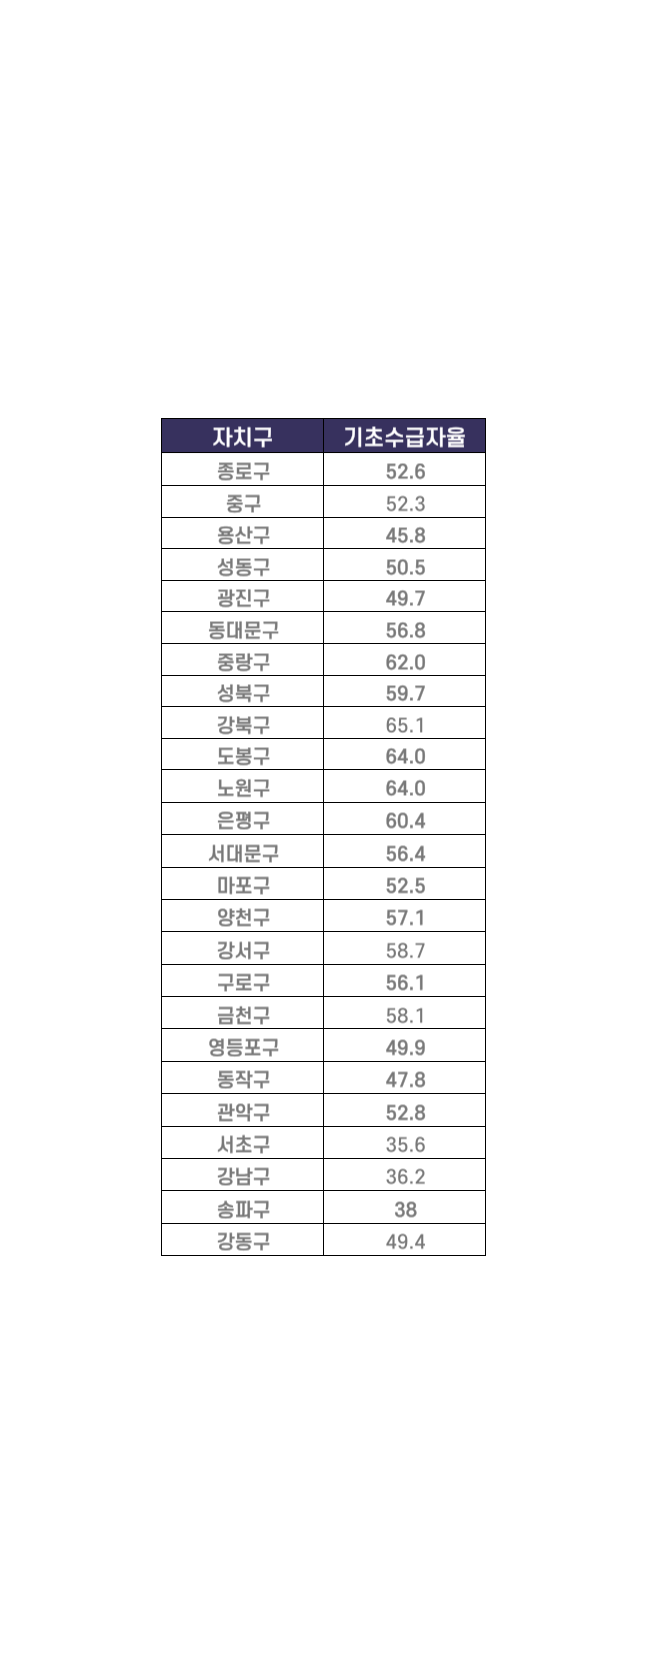 자치구 기초수급자율
종로구 52.6
중구 52.3
용산구 45.8
성동구 50.5
광진구 49.7
동대문구 56.8
중랑구 62.0
성북구 59.7
강북구 65.1
도봉구 64.0
노원구 64.0
은평구 60.4
서대문구 56.4
마포구 52.5
양천구 57.1
강서구 58.7
구로구 56.1
금천구 58.1
영등포구 49.9
동작구 47.8
관악구 52.8
서초구 35.6
강남구 36.2
송파구 38
강동구 49.4